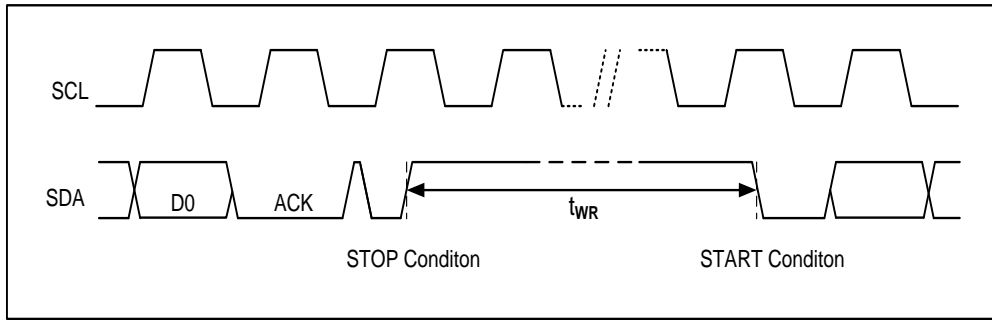 SCL
SDA
D0
ACK
tWR
STOP Conditon
START Conditon